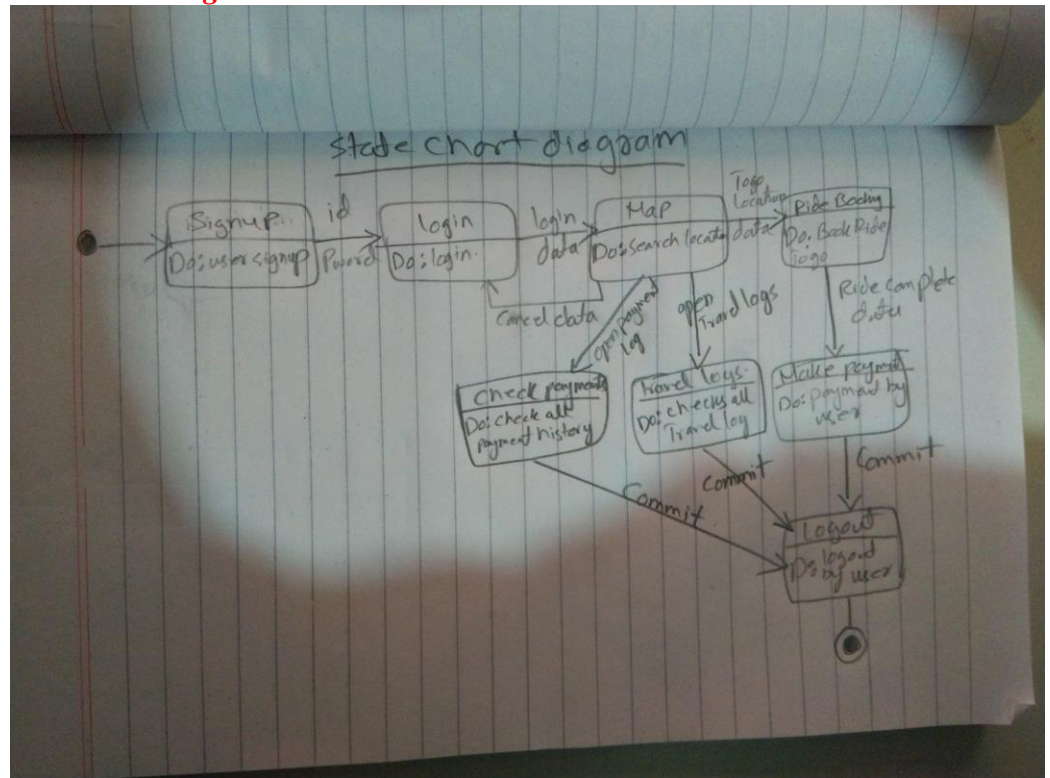 State chart diagram
Signup
Do: user signup
id
Pword
login
Do: login.
login
data
Map
Do: search locatio
Togo
Location
data
Ride Booking
Do: Book Ride
Togo
Cancel data
open payment
log
open
Travel logs
Ride complete
data
Check payments
Do: check all
payment history
travel logs.
Do: checks all
Travel log
Make payment
Do: payment by
user
Commit
Commit
Commit
Logout
Do: logout
by user